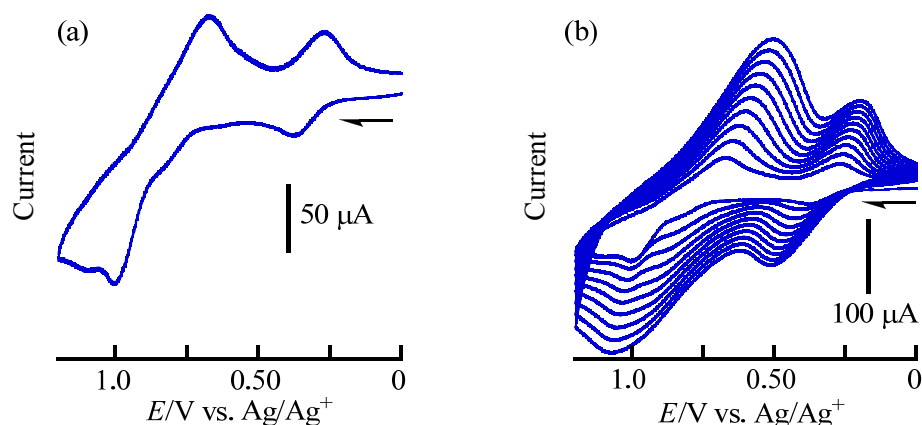 (a)
Current
50 μA
1.0 0.50 0
E/V vs. Ag/Ag⁺
(b)
Current
100 μA
1.0 0.50 0
E/V vs. Ag/Ag⁺